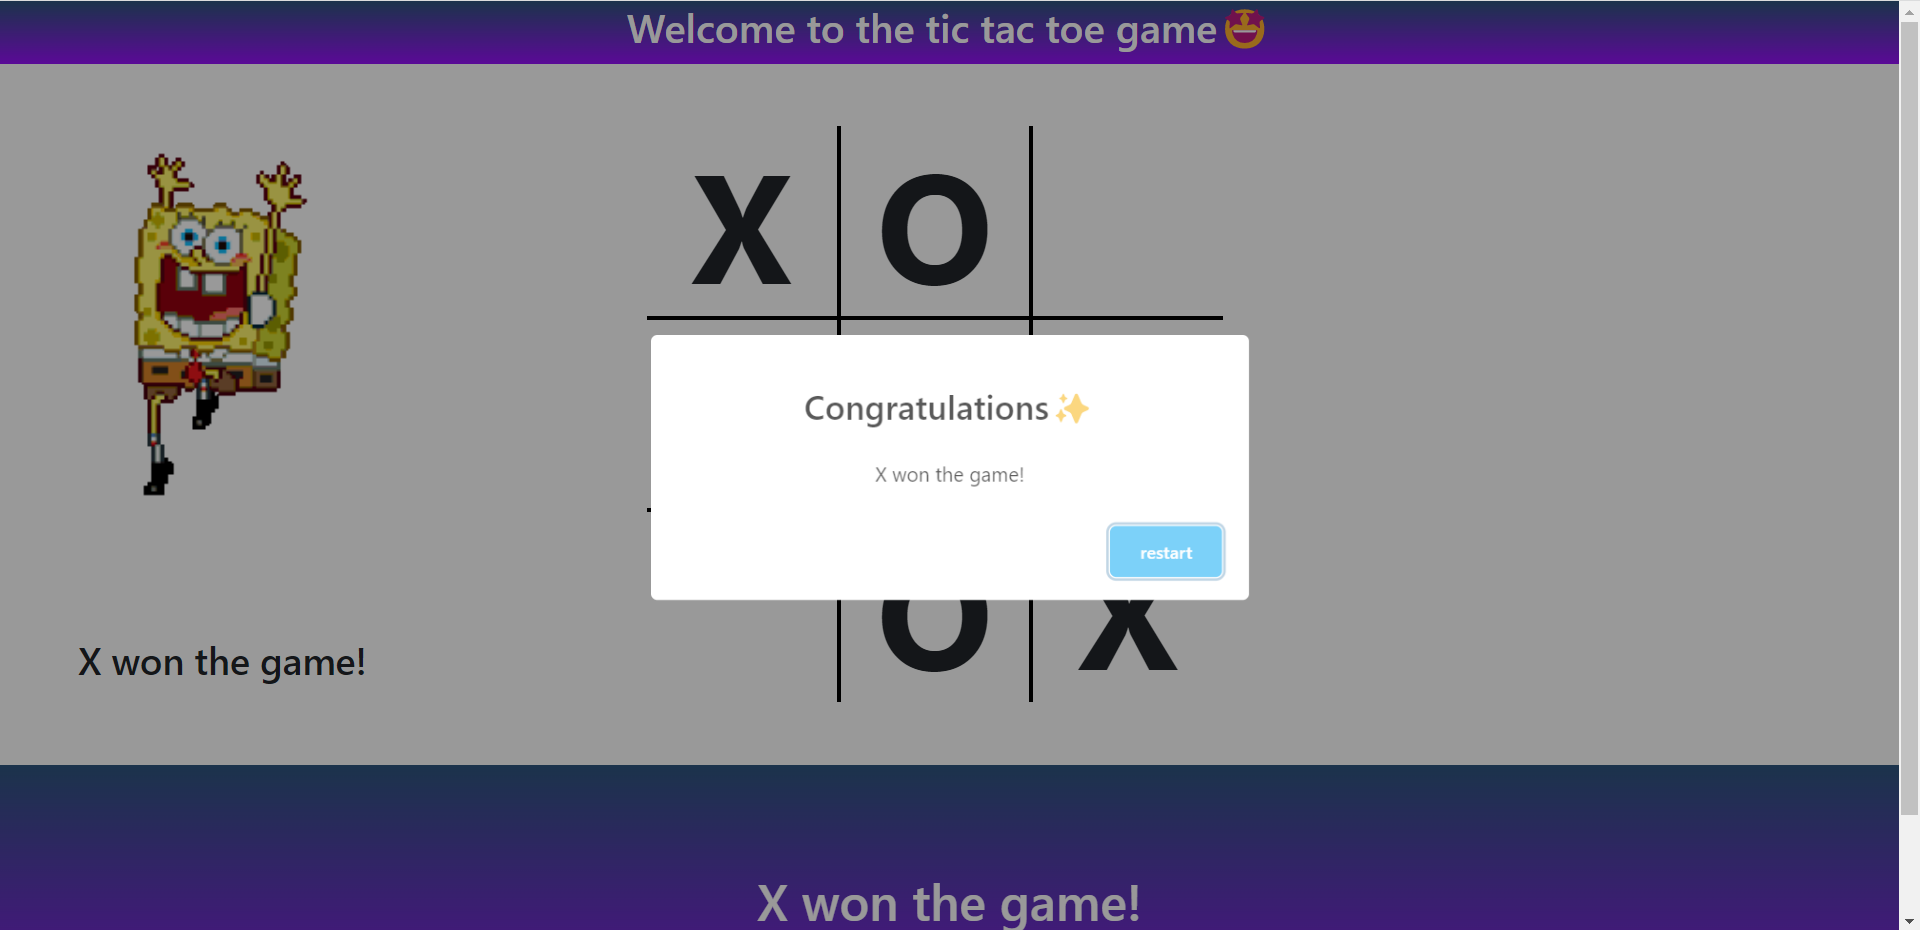 Welcome to the tic tac toe game🤩
X O
Congratulations✨
X won the game!
restart
O X
X won the game!
X won the game!